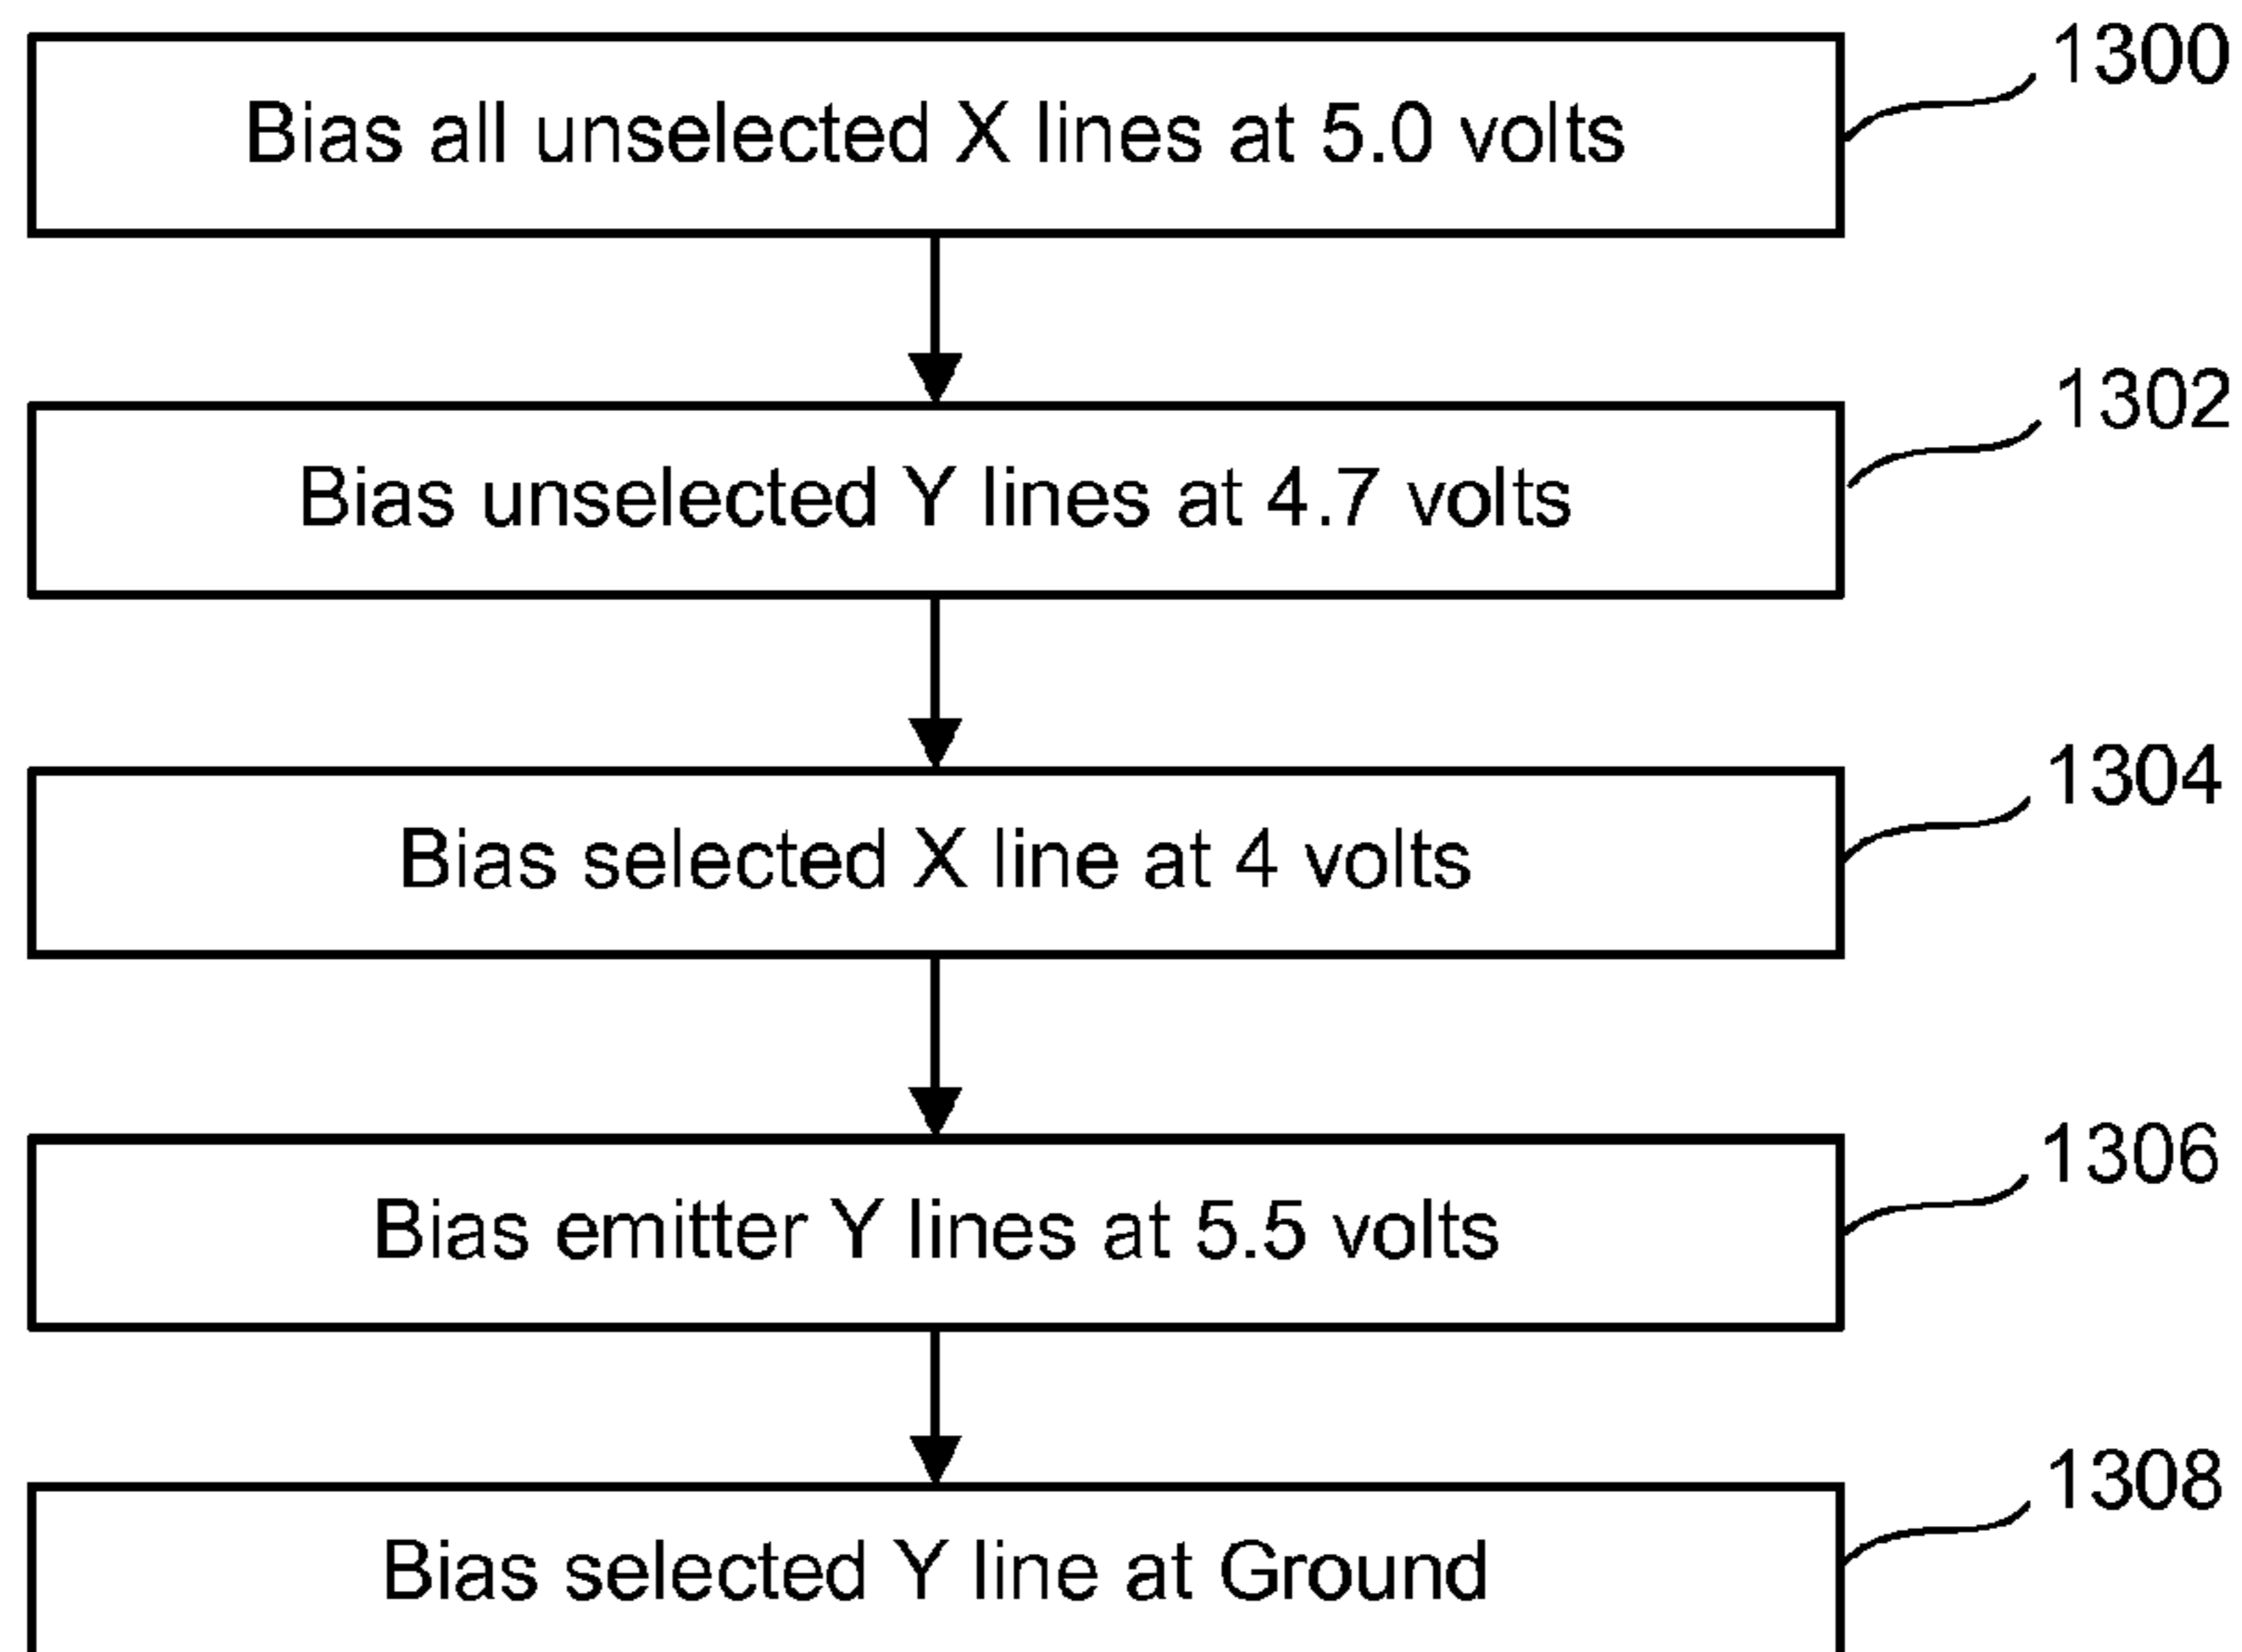 1300
Bias all unselected X lines at 5.0 volts
1302
Bias unselected Y lines at 4.7 volts
1304
Bias selected X line at 4 volts
1306
Bias emitter Y lines at 5.5 volts
1308
Bias selected Y line at Ground